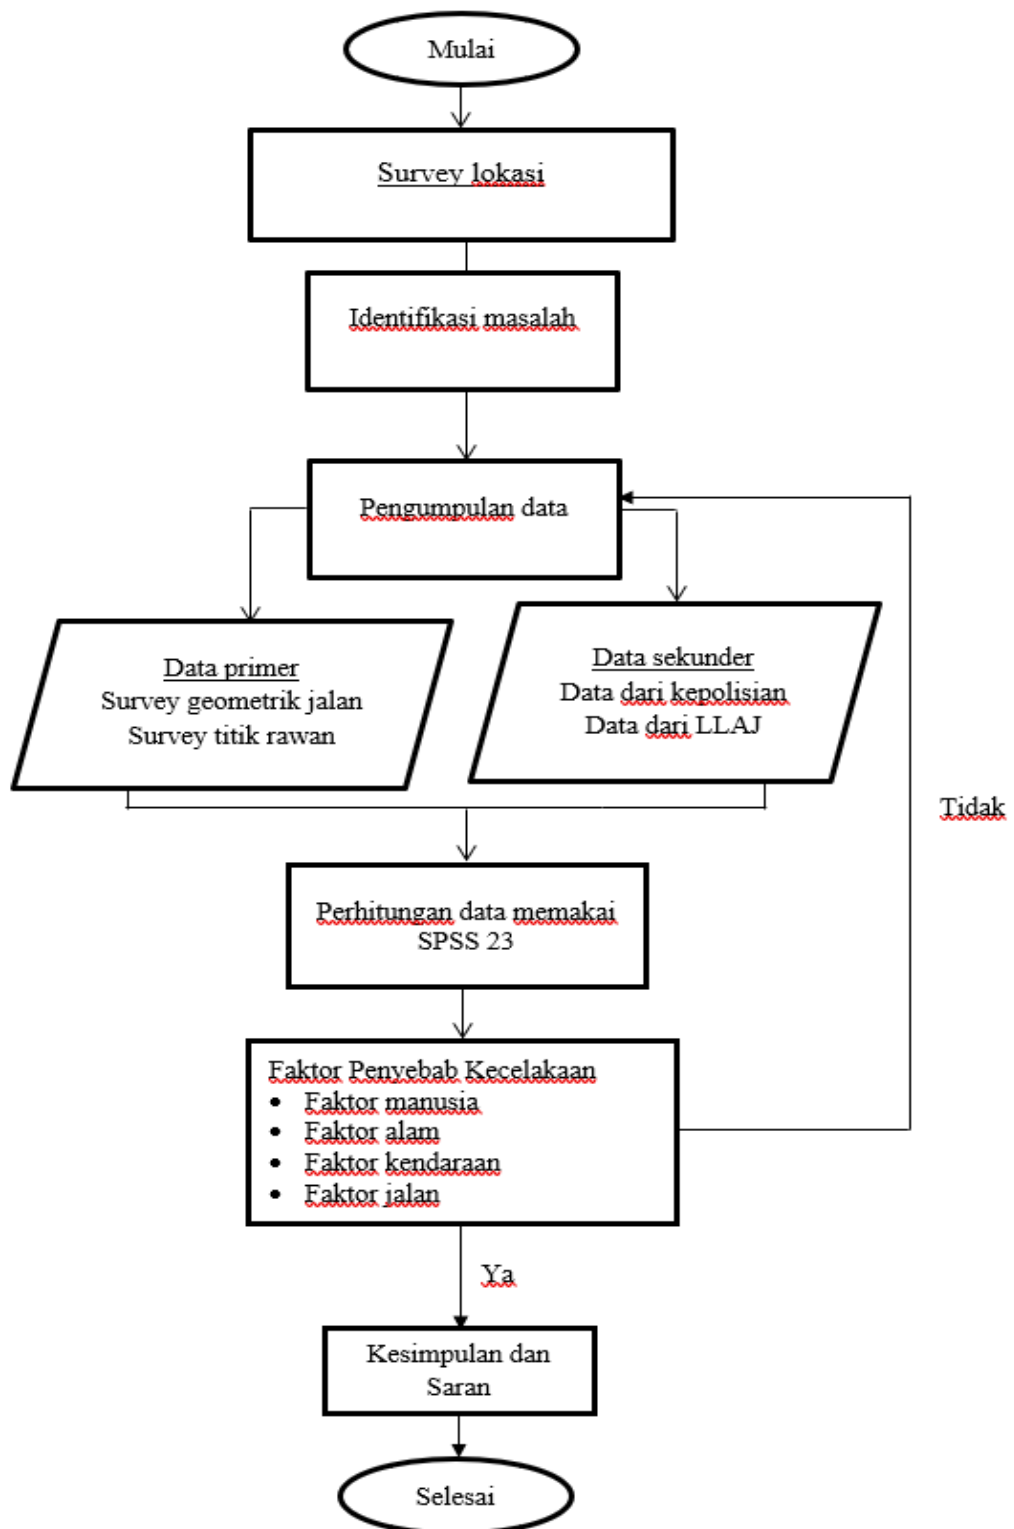 Mulai
Survey lokasi
Identifikasi masalah
Pengumpulan data
Data primer
Survey geometrik jalan
Survey titik rawan
Data sekunder
Data dari kepolisian
Data dari LLAJ
Tidak
Perhitungan data memakai
SPSS 23
Faktor Penyebab Kecelakaan
• Faktor manusia
• Faktor alam
• Faktor kendaraan
• Faktor jalan
Ya
Kesimpulan dan
Saran
Selesai